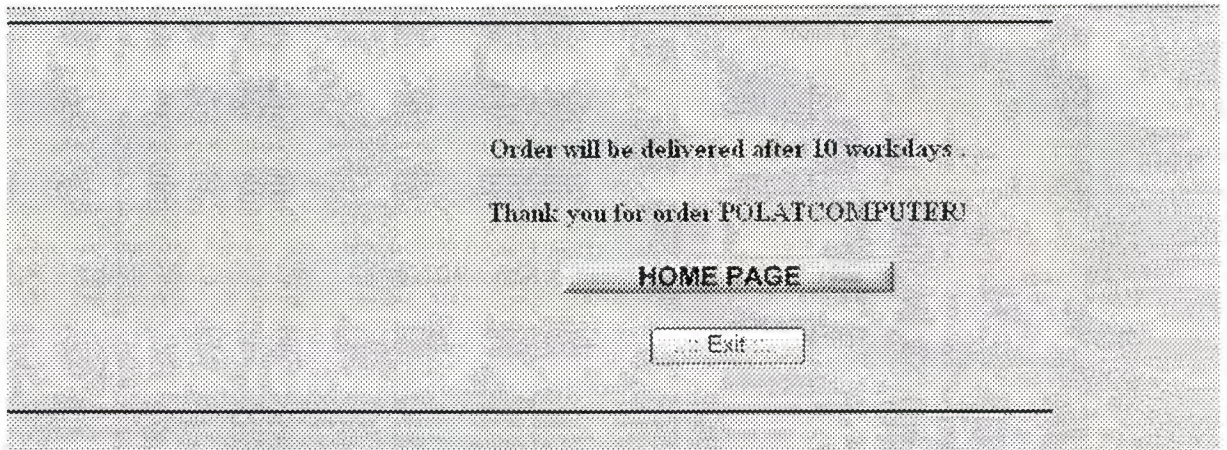 Order will be delivered after 10 workdays .
Thank you for order POLATCOMPUTER!
HOME PAGE
..:: Exit ::..